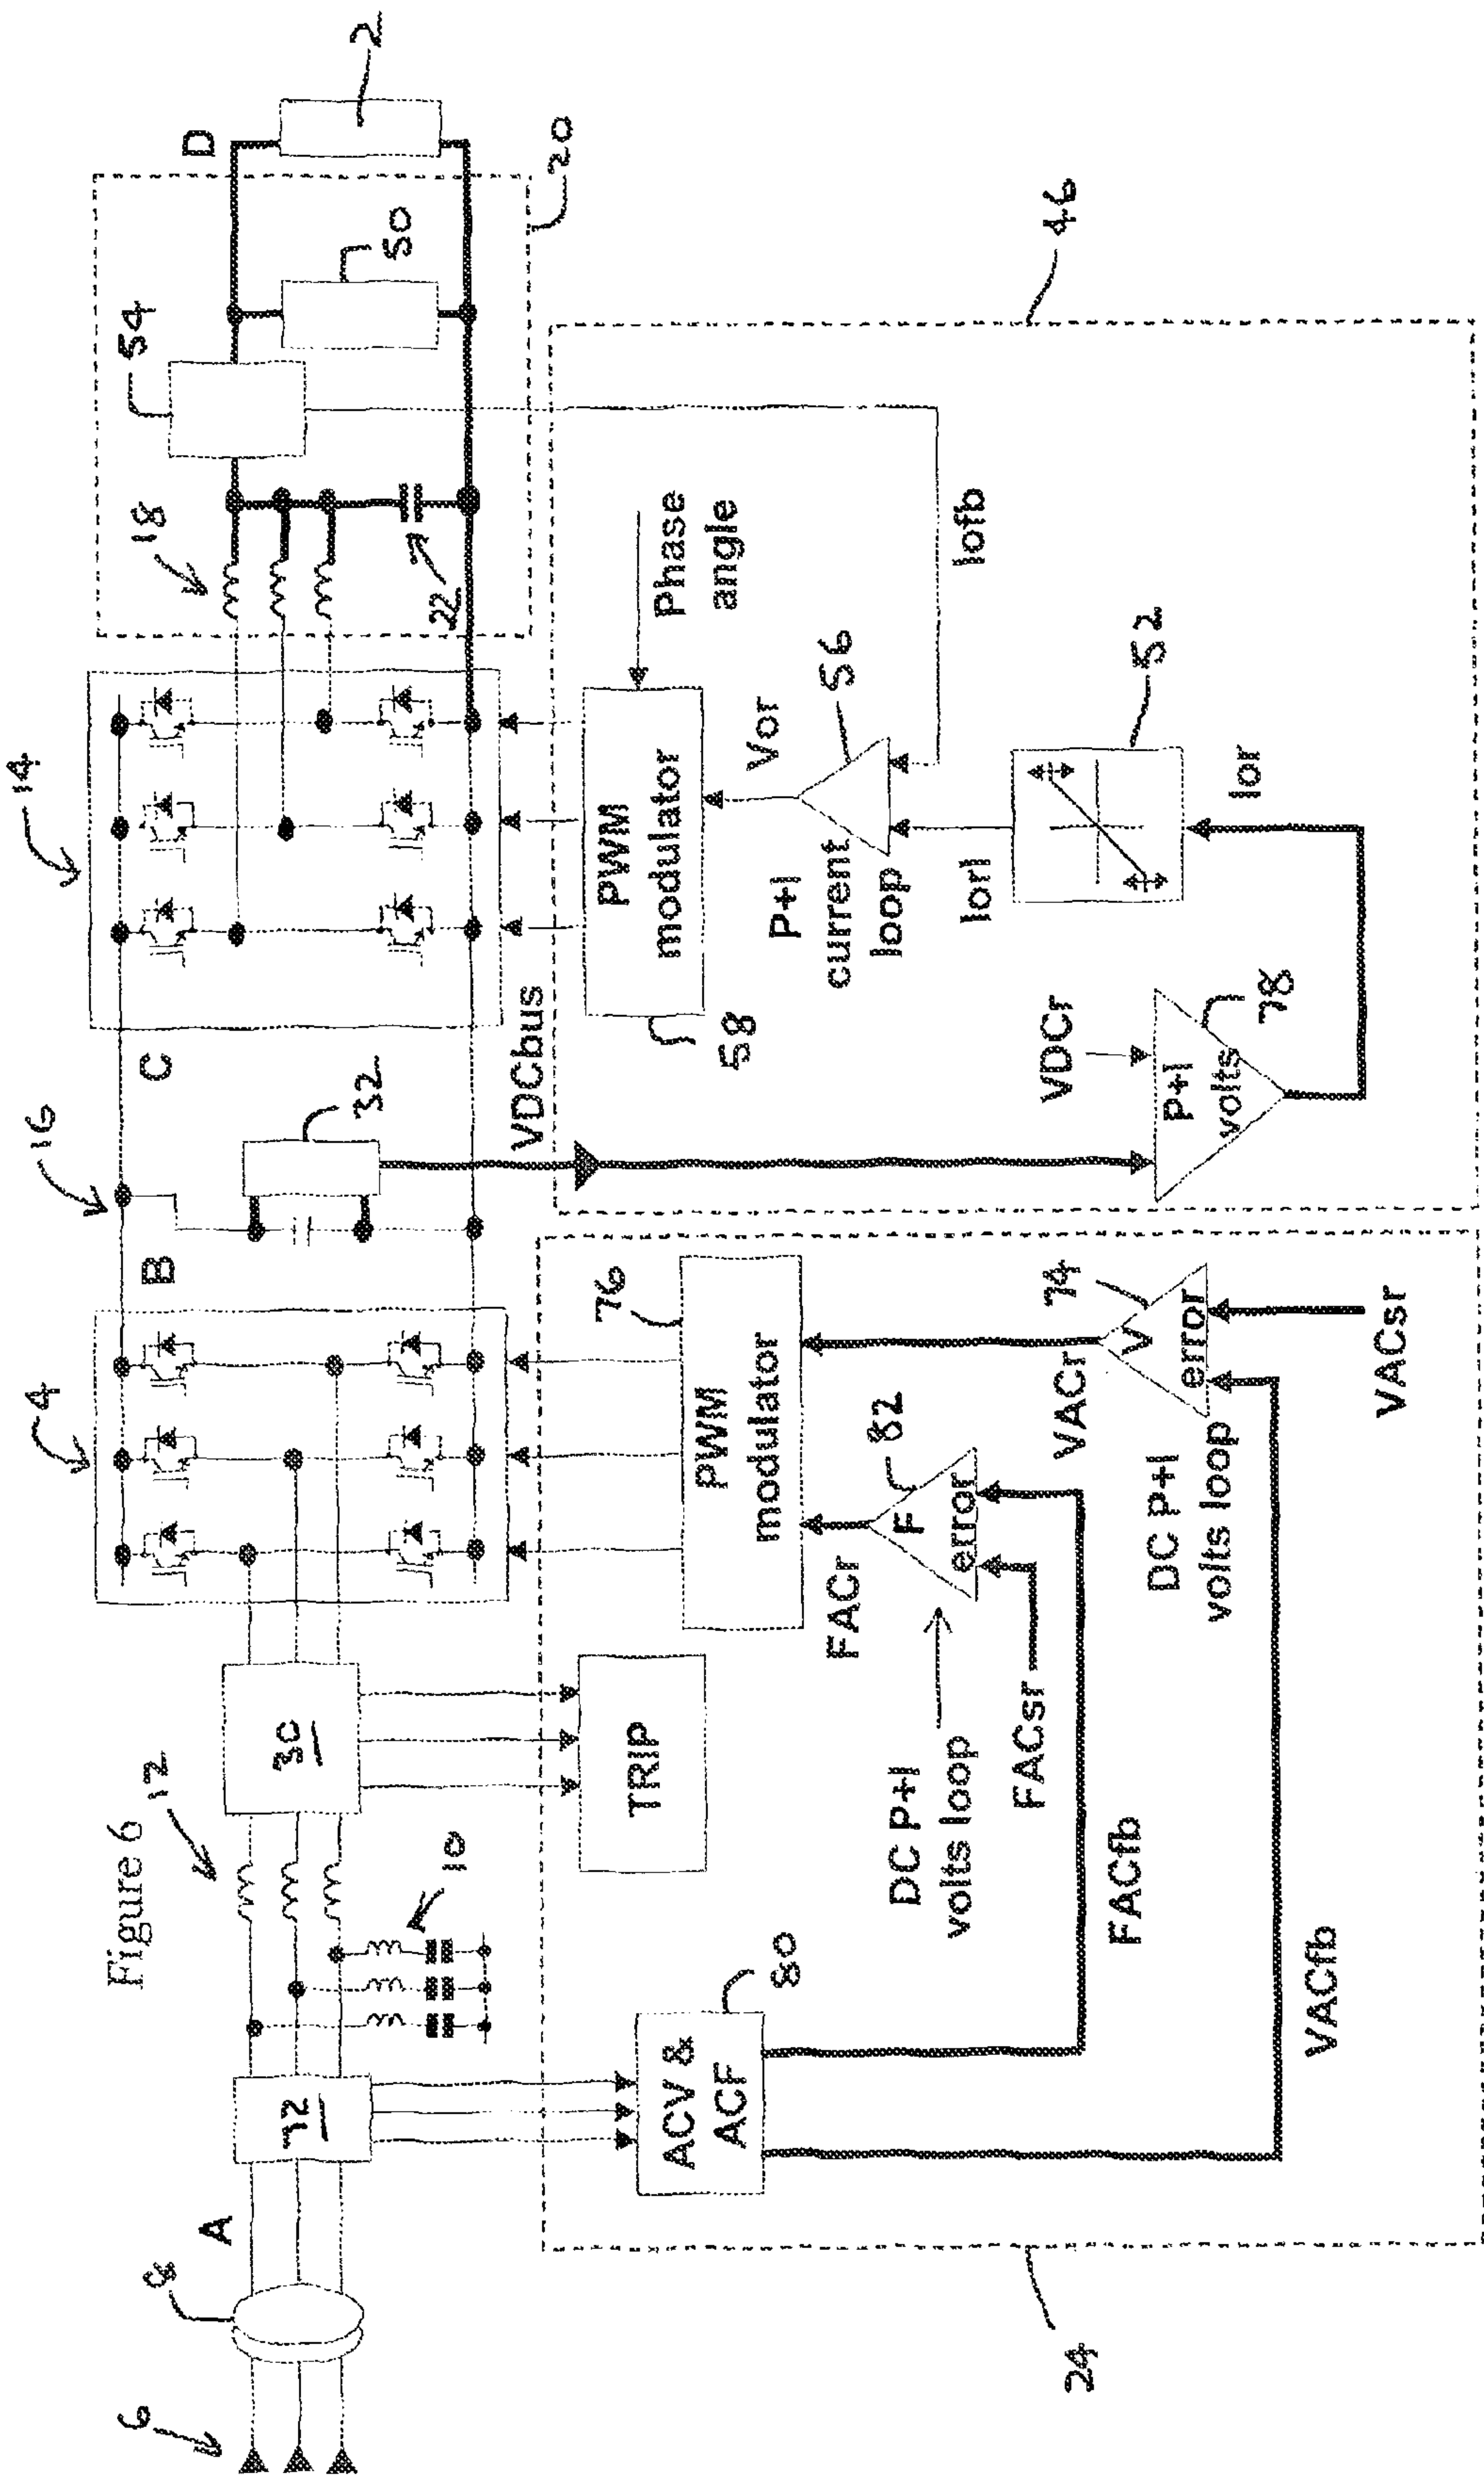 Figure 6
6
8
A
72
10
12
30
4
B
16
32
C
14
18
22
54
50
D
2
20
VDCbus
ACV &
ACF
80
TRIP
PWM
modulator
76
FACr
F
error
82
DC P+I
volts loop
FACsr
FACfb
VACr
V
error
74
DC P+I
volts loop
VACsr
VACfb
24
PWM
modulator
58
Phase
angle
Vor
56
P+I
current
loop
Iofb
Iorl
52
Ior
VDCr
P+I
volts
78
46